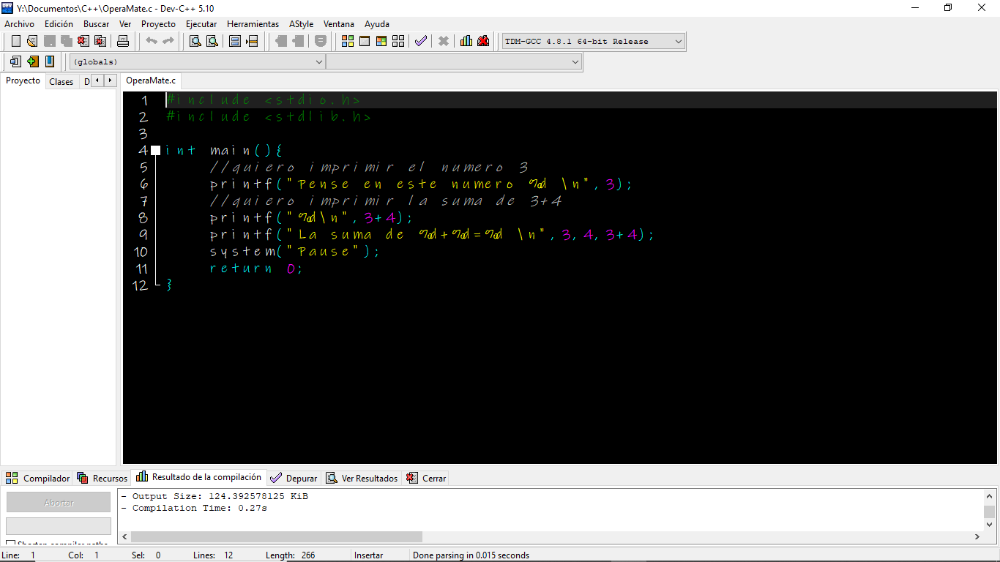 Y:\Documentos\C++\OperaMate.c - Dev-C++ 5.10
Archivo Edición Buscar Ver Proyecto Ejecutar Herramientas AStyle Ventana Ayuda
TDM-GCC 4.8.1 64-bit Release
(globals)
Proyecto Clases D OperaMate.c
1 #include <stdio.h>
2 #include <stdlib.h>
3
4 int main(){
5 //quiero imprimir el numero 3
6 printf("Pense en este numero %d \n", 3);
7 //quiero imprimir la suma de 3+4
8 printf("%d\n", 3+4);
9 printf("La suma de %d+%d=%d \n", 3, 4, 3+4);
10 system("Pause");
11 return 0;
12 }
Compilador Recursos Resultado de la compilación Depurar Ver Resultados Cerrar
Abortar
- Output Size: 124.392578125 KiB
- Compilation Time: 0.27s
Shorten compiler paths
Line: 1 Col: 1 Sel: 0 Lines: 12 Length: 266 Insertar Done parsing in 0.015 seconds